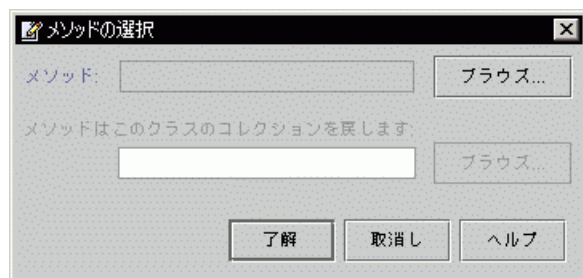 メソッドの選択
メソッド: ブラウズ...
メソッドはこのクラスのコレクションを戻します:
ブラウズ...
了解 取消し ヘルプ